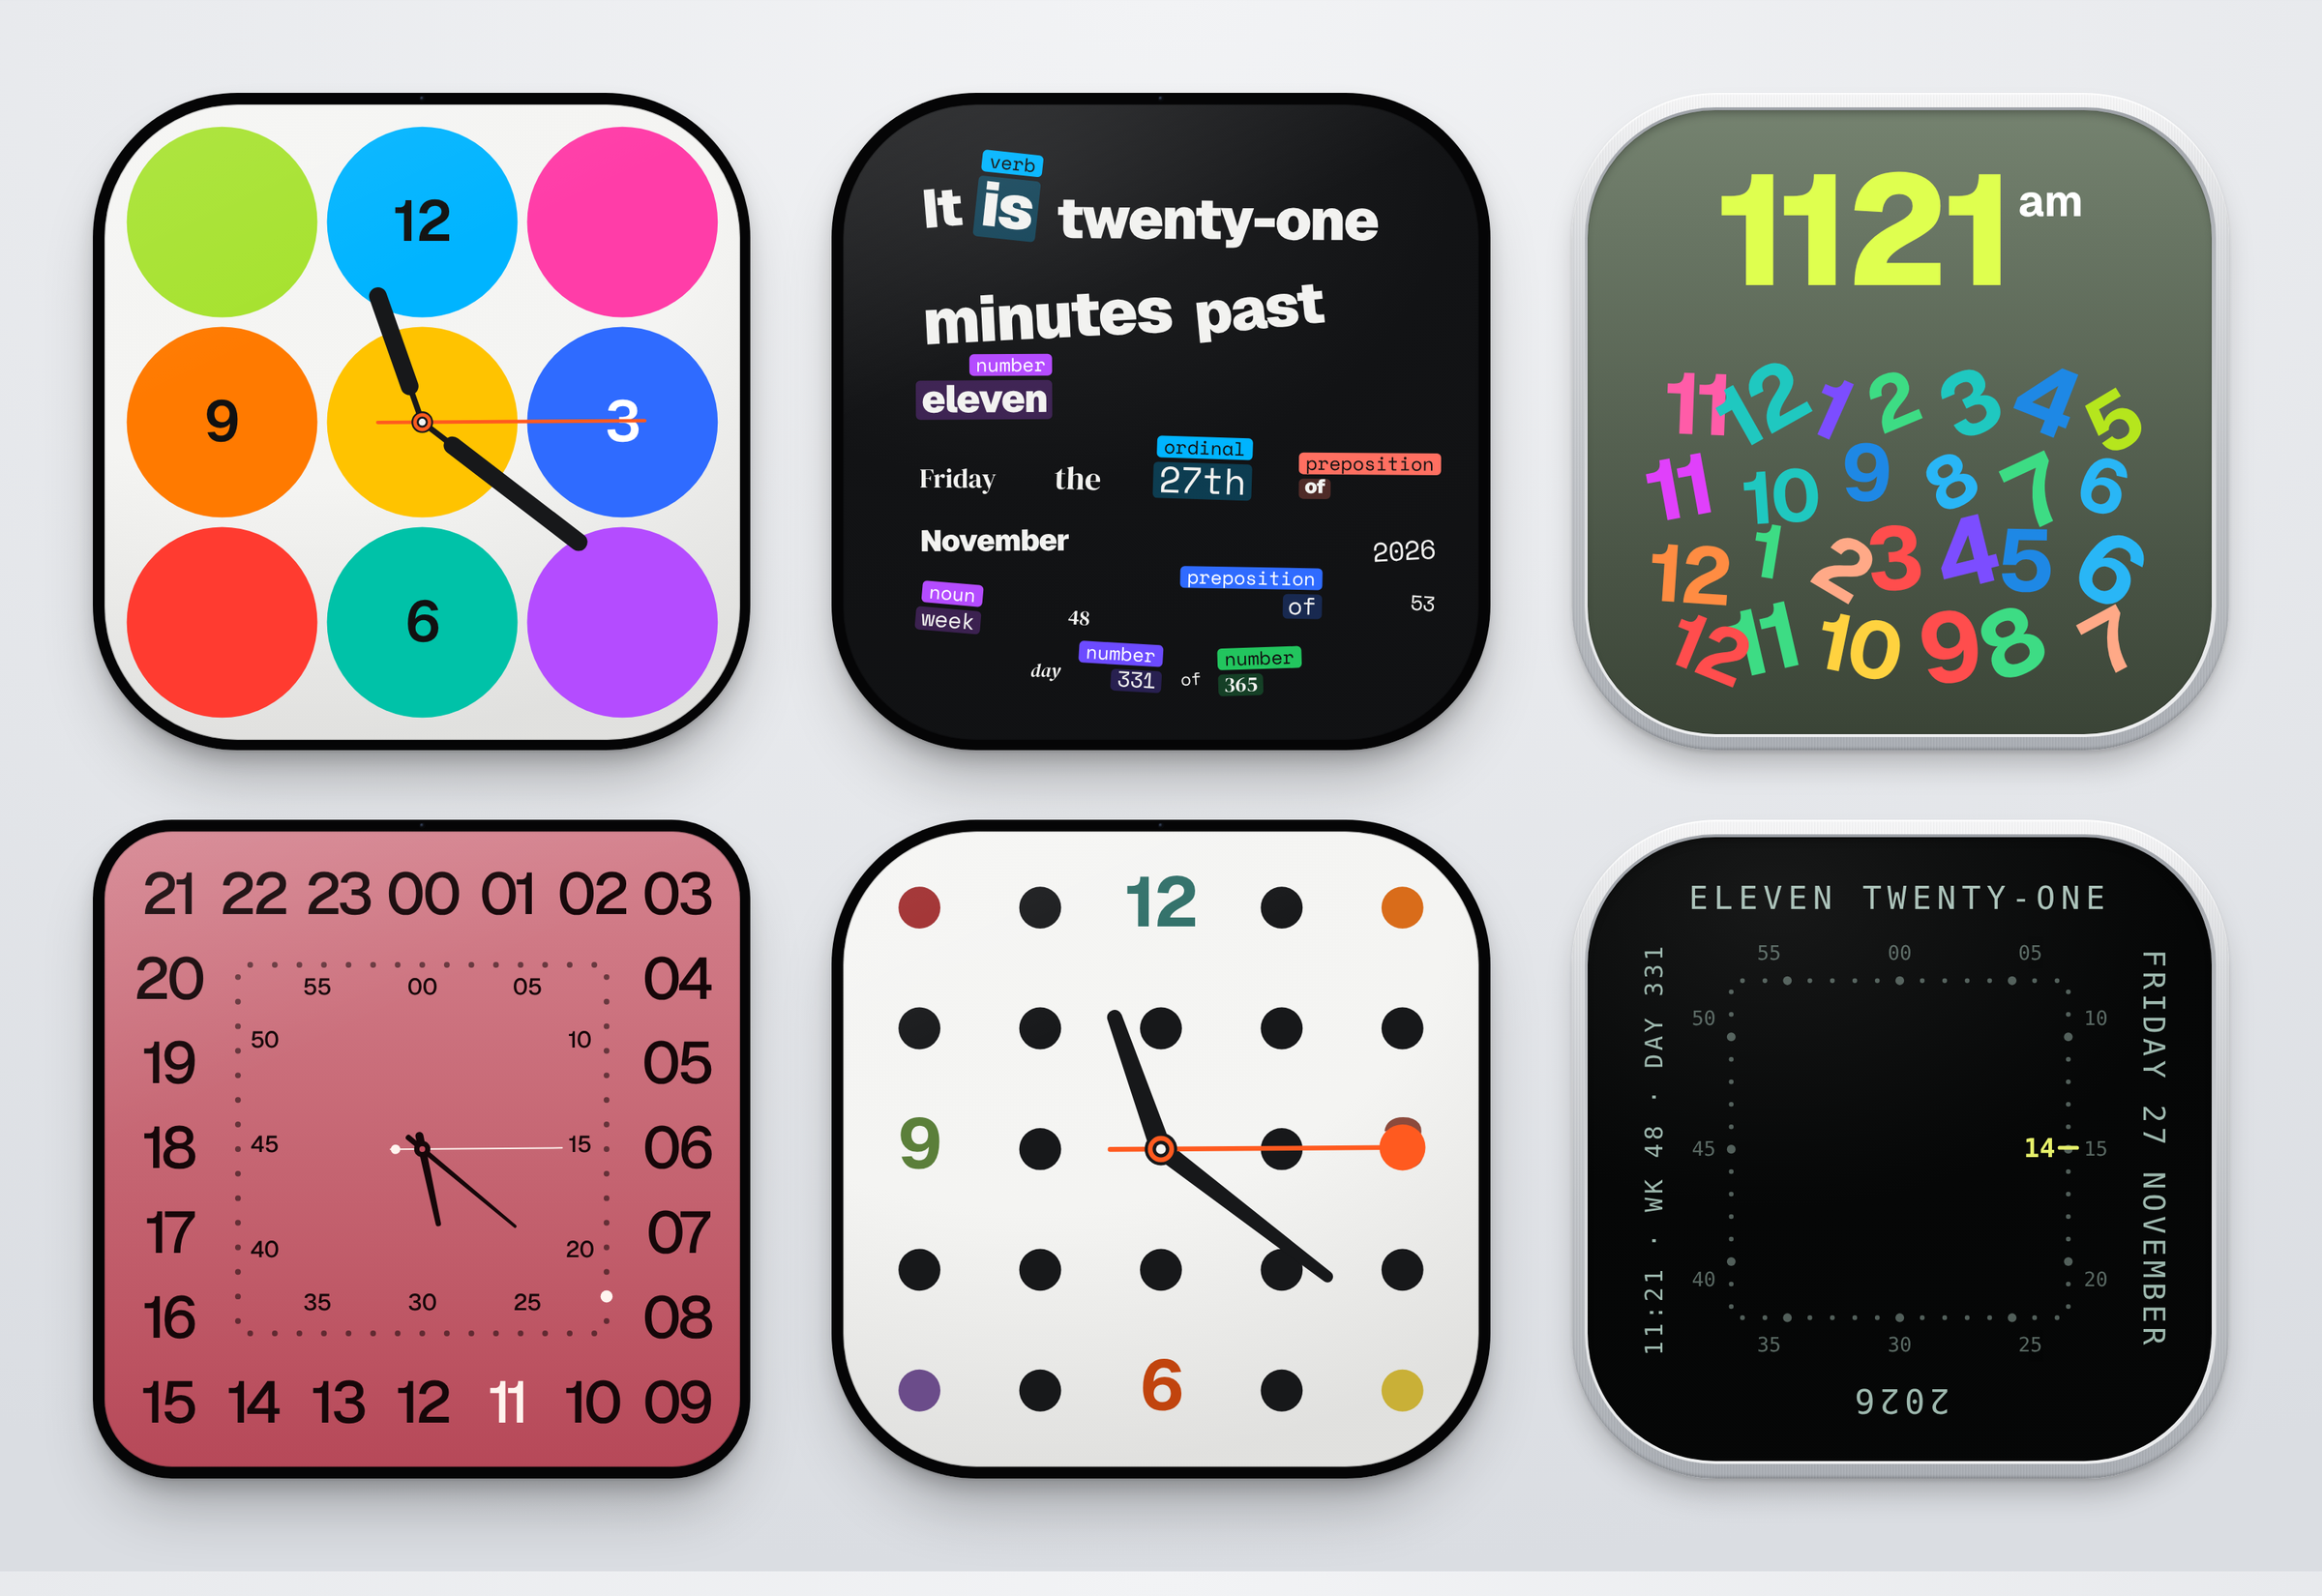 12
9
3
6
verb
It is twenty-one
minutes past
number
eleven
ordinal
preposition
Friday the 27th of
November 2026
noun
preposition
week 48 of 53
number
number
day 331 of 365
1121 am
11 12 1 2 3 4 5
11 10 9 8 7 6
12 1 2 3 4 5 6
12 11 10 9 8 7
21 22 23 00 01 02 03
20 04
55 00 05
50 10
19 05
18 45 15 06
17 07
40 20
16 08
35 30 25
15 14 13 12 11 10 09
12
9
6
ELEVEN TWENTY-ONE
FRIDAY 27 NOVEMBER
2026
11:21 · WK 48 · DAY 331
55 00 05
50 10
45 14 15
40 20
35 30 25